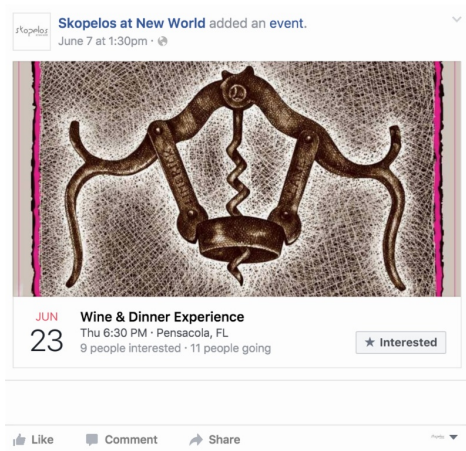 skopelos
Skopelos at New World added an event.
June 7 at 1:30pm ·
JUN
23
Wine & Dinner Experience
Thu 6:30 PM · Pensacola, FL
9 people interested · 11 people going
★ Interested
Like
Comment
Share